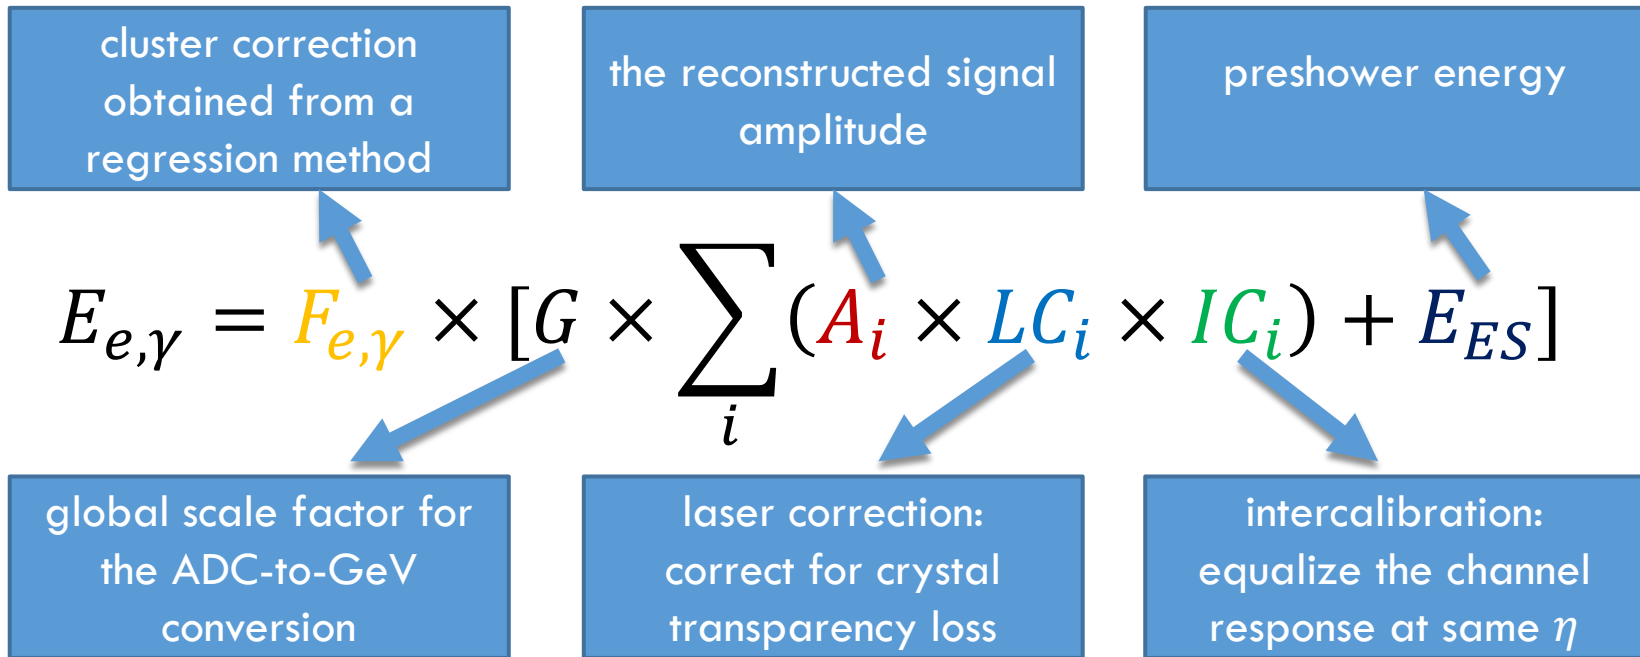 cluster correction
obtained from a
regression method
the reconstructed signal
amplitude
preshower energy
E_{e,γ} = F_{e,γ} × [G × ∑_i (A_i × LC_i × IC_i) + E_{ES}]
global scale factor for
the ADC-to-GeV
conversion
laser correction:
correct for crystal
transparency loss
intercalibration:
equalize the channel
response at same η